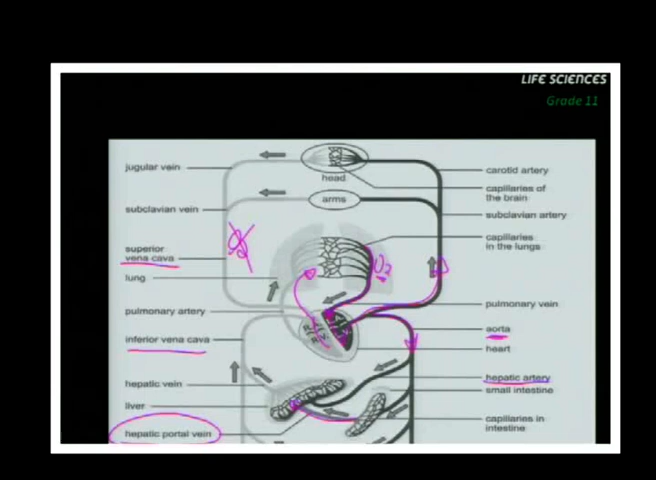 LIFE SCIENCES
Grade 11
jugular vein
head
carotid artery
capillaries of
the brain
subclavian vein
arms
subclavian artery
superior
vena cava
capillaries
in the lungs
O2
lung
pulmonary artery
pulmonary vein
inferior vena cava
aorta
heart
hepatic vein
hepatic artery
small intestine
liver
capillaries in
intestine
hepatic portal vein